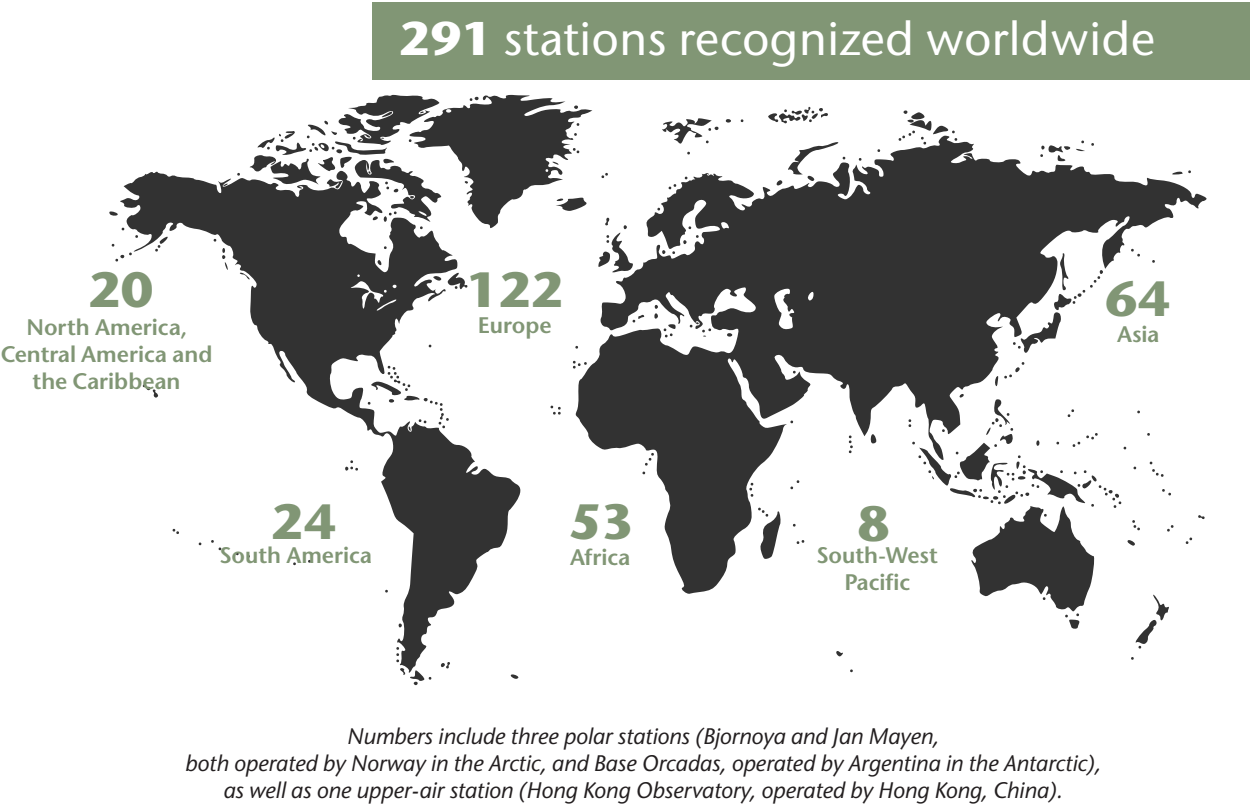 291 stations recognized worldwide
20
North America,
Central America and
the Caribbean
122
Europe
64
Asia
24
South America
53
Africa
8
South-West
Pacific
Numbers include three polar stations (Bjornoya and Jan Mayen,
both operated by Norway in the Arctic, and Base Orcadas, operated by Argentina in the Antarctic),
as well as one upper-air station (Hong Kong Observatory, operated by Hong Kong, China).